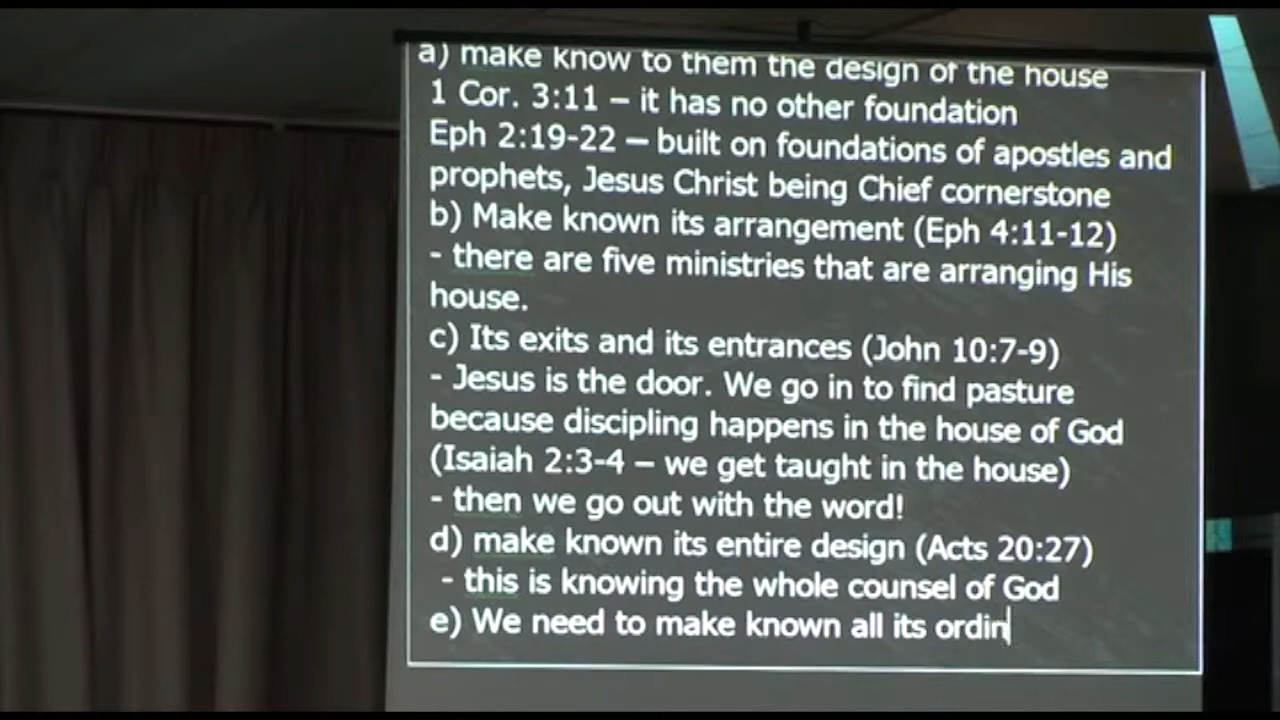 a) make know to them the design of the house
1 Cor. 3:11 – it has no other foundation
Eph 2:19-22 – built on foundations of apostles and
prophets, Jesus Christ being Chief cornerstone
b) Make known its arrangement (Eph 4:11-12)
- there are five ministries that are arranging His
house.
c) Its exits and its entrances (John 10:7-9)
- Jesus is the door. We go in to find pasture
because discipling happens in the house of God
(Isaiah 2:3-4 – we get taught in the house)
- then we go out with the word!
d) make known its entire design (Acts 20:27)
- this is knowing the whole counsel of God
e) We need to make known all its ordin